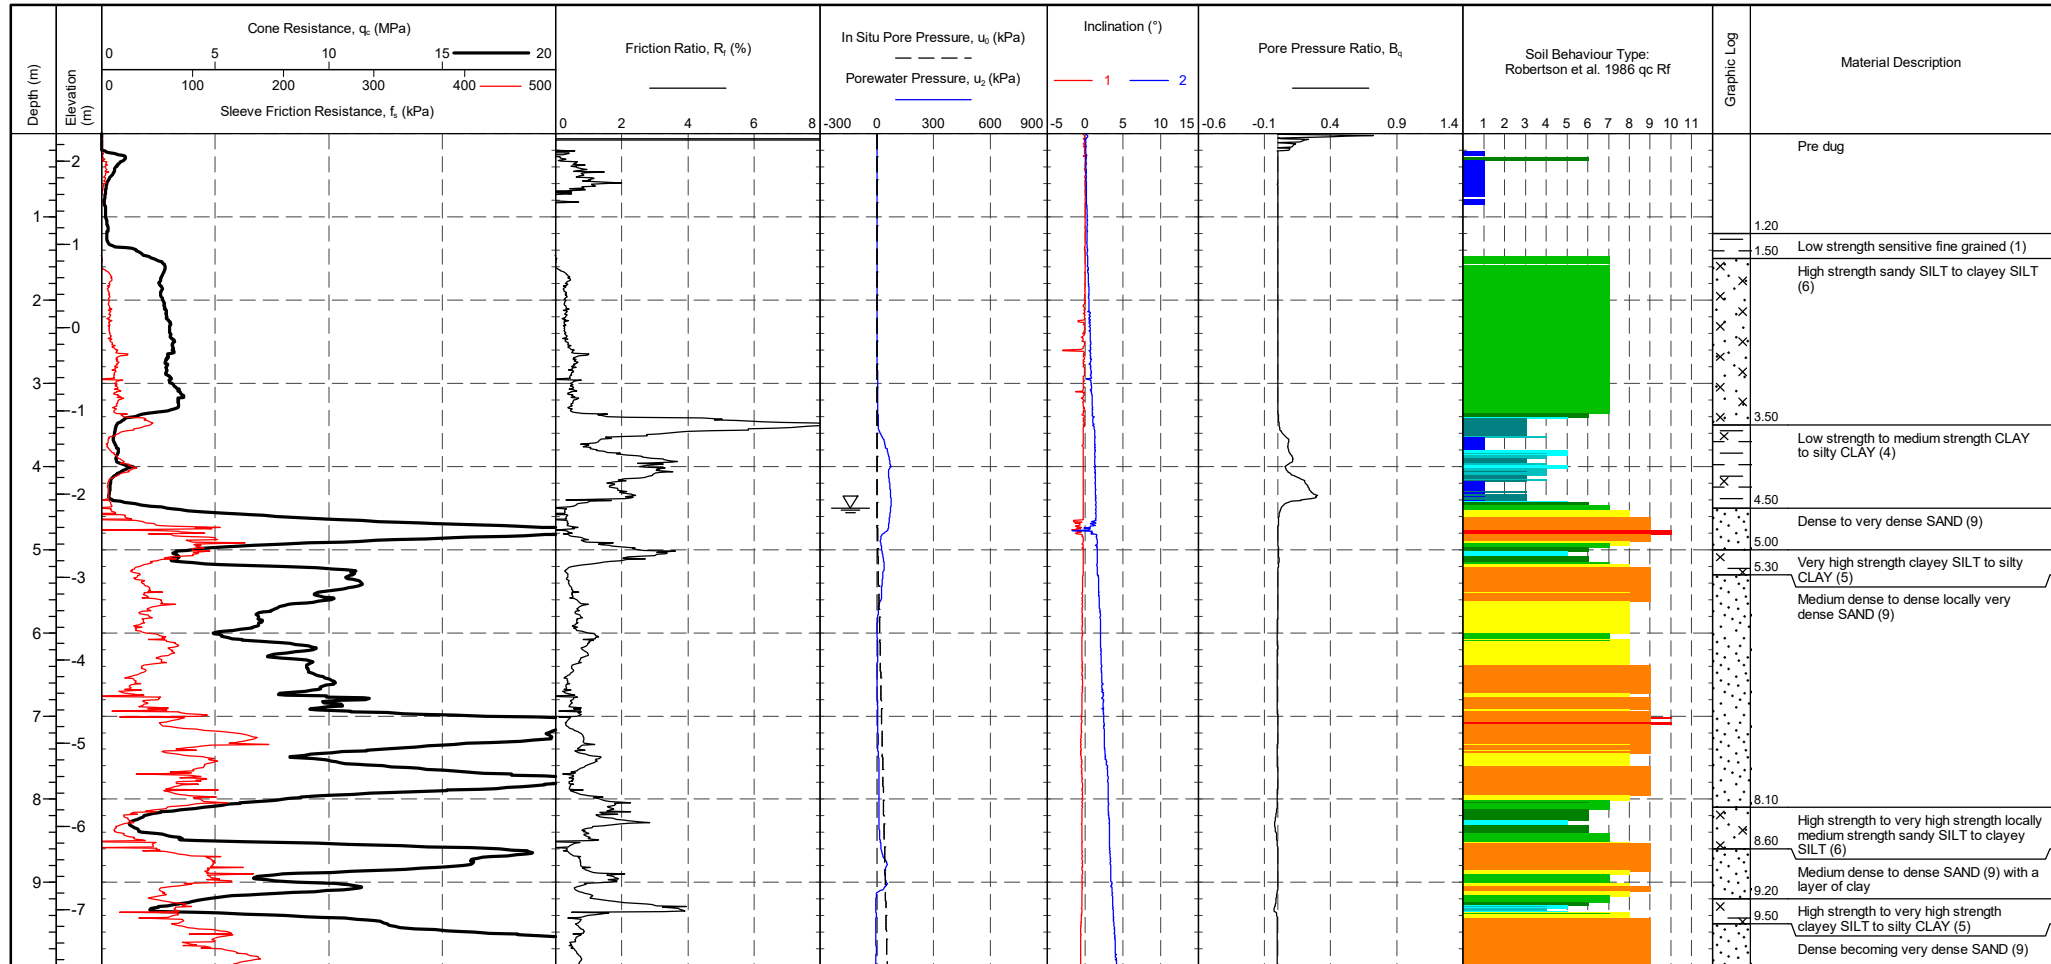 Cone Resistance, qc (MPa)
0 5 10 15 20
0 100 200 300 400 500
Sleeve Friction Resistance, fs (kPa)
Depth (m)
Elevation (m)
Friction Ratio, Rf (%)
0 2 4 6 8
In Situ Pore Pressure, u0 (kPa)
Porewater Pressure, u2 (kPa)
-300 0 300 600 900
Inclination (°)
1 2
-5 0 5 10 15
Pore Pressure Ratio, Bq
-0.6 -0.1 0.4 0.9 1.4
Soil Behaviour Type:
Robertson et al. 1986 qc Rf
1 2 3 4 5 6 7 8 9 10 11
Graphic Log
Material Description
1
2
3
4
5
6
7
8
9
2
1
0
-1
-2
-3
-4
-5
-6
-7
Pre dug
1.20
Low strength sensitive fine grained (1)
1.50
High strength sandy SILT to clayey SILT
(6)
3.50
Low strength to medium strength CLAY
to silty CLAY (4)
4.50
Dense to very dense SAND (9)
5.00
Very high strength clayey SILT to silty
CLAY (5)
5.30
Medium dense to dense locally very
dense SAND (9)
8.10
High strength to very high strength locally
medium strength sandy SILT to clayey
SILT (6)
8.60
Medium dense to dense SAND (9) with a
layer of clay
9.20
High strength to very high strength
clayey SILT to silty CLAY (5)
9.50
Dense becoming very dense SAND (9)